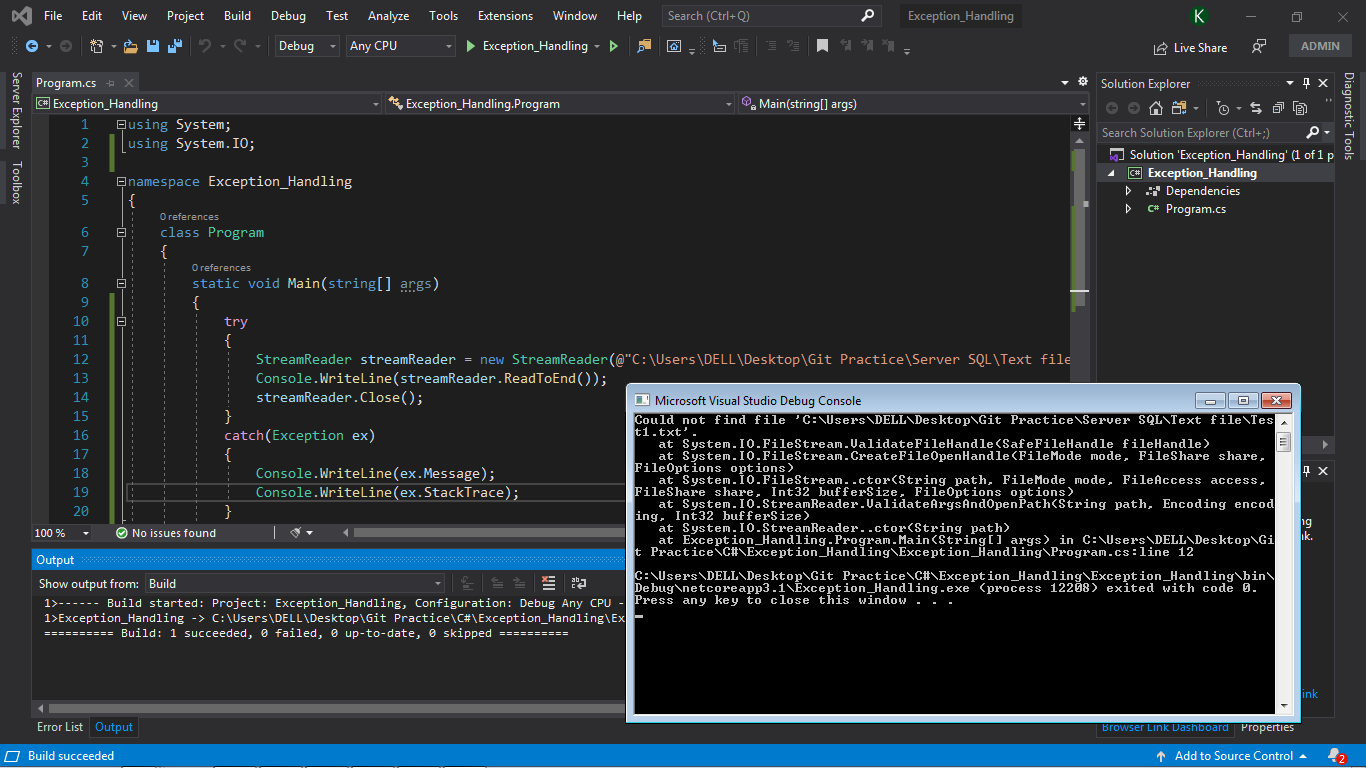 File Edit View Project Build Debug Test Analyze Tools Extensions Window Help Search (Ctrl+Q) Exception_Handling K
Debug Any CPU Exception_Handling Live Share ADMIN
Server Explorer
Toolbox
Program.cs
Exception_Handling Exception_Handling.Program Main(string[] args)
1 using System;
2 using System.IO;
3
4 namespace Exception_Handling
5 {
0 references
6 class Program
7 {
0 references
8 static void Main(string[] args)
9 {
10 try
11 {
12 StreamReader streamReader = new StreamReader(@"C:\Users\DELL\Desktop\Git Practice\Server SQL\Text file
13 Console.WriteLine(streamReader.ReadToEnd());
14 streamReader.Close();
15 }
16 catch(Exception ex)
17 {
18 Console.WriteLine(ex.Message);
19 Console.WriteLine(ex.StackTrace);
20 }
100 % No issues found
Solution Explorer
Search Solution Explorer (Ctrl+;)
Solution 'Exception_Handling' (1 of 1 p
C# Exception_Handling
Dependencies
C# Program.cs
Diagnostic Tools
Microsoft Visual Studio Debug Console
Could not find file 'C:\Users\DELL\Desktop\Git Practice\Server SQL\Text file\Tes
t1.txt'.
at System.IO.FileStream.ValidateFileHandle(SafeFileHandle fileHandle)
at System.IO.FileStream.CreateFileOpenHandle(FileMode mode, FileShare share,
FileOptions options)
at System.IO.FileStream..ctor(String path, FileMode mode, FileAccess access,
FileShare share, Int32 bufferSize, FileOptions options)
at System.IO.StreamReader.ValidateArgsAndOpenPath(String path, Encoding encod
ing, Int32 bufferSize)
at System.IO.StreamReader..ctor(String path)
at Exception_Handling.Program.Main(String[] args) in C:\Users\DELL\Desktop\Gi
t Practice\C#\Exception_Handling\Exception_Handling\Program.cs:line 12
C:\Users\DELL\Desktop\Git Practice\C#\Exception_Handling\Exception_Handling\bin\
Debug\netcoreapp3.1\Exception_Handling.exe (process 12208) exited with code 0.
Press any key to close this window . . .
Output
Show output from: Build
1>------ Build started: Project: Exception_Handling, Configuration: Debug Any CPU -
1>Exception_Handling -> C:\Users\DELL\Desktop\Git Practice\C#\Exception_Handling\Ex
========== Build: 1 succeeded, 0 failed, 0 up-to-date, 0 skipped ==========
Error List Output
ng
k.
ink
Browser Link Dashboard Properties
Build succeeded Add to Source Control 2